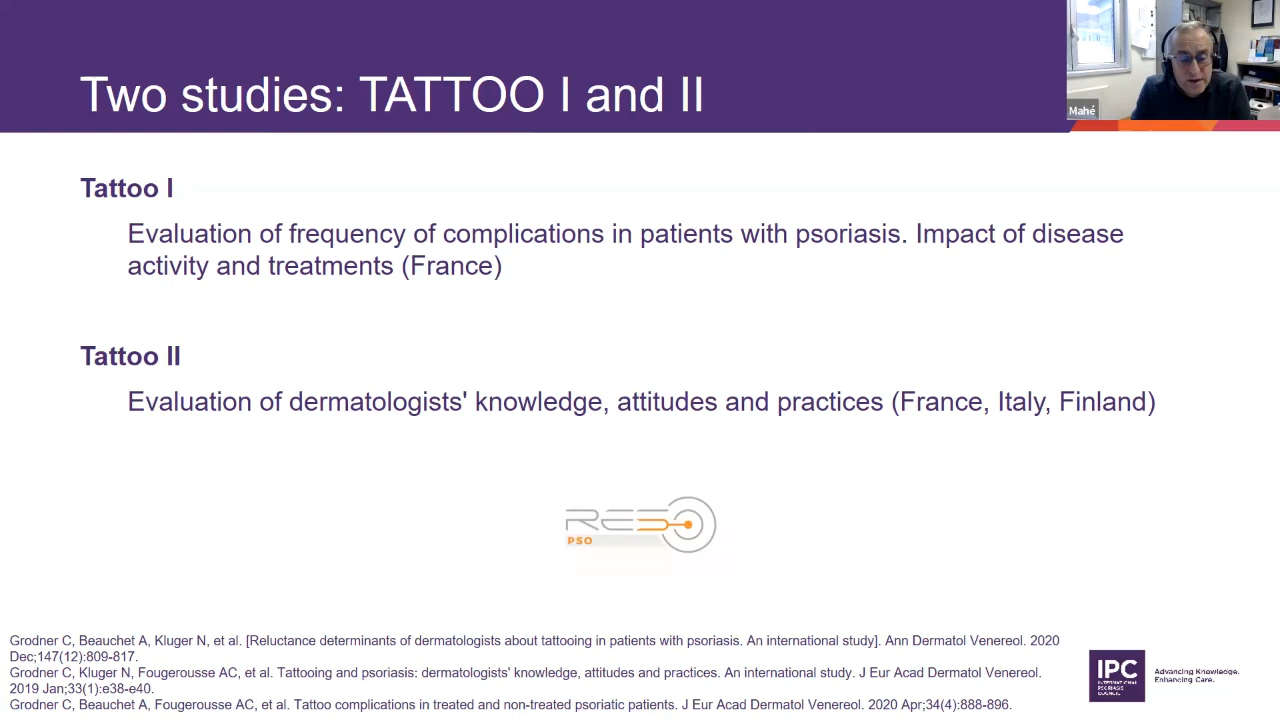 Two studies: TATTOO I and II
Mahé
Tattoo I
Evaluation of frequency of complications in patients with psoriasis. Impact of disease
activity and treatments (France)
Tattoo II
Evaluation of dermatologists' knowledge, attitudes and practices (France, Italy, Finland)
RESO
PSO
Grodner C, Beauchet A, Kluger N, et al. [Reluctance determinants of dermatologists about tattooing in patients with psoriasis. An international study]. Ann Dermatol Venereol. 2020
Dec;147(12):809-817.
Grodner C, Kluger N, Fougerousse AC, et al. Tattooing and psoriasis: dermatologists' knowledge, attitudes and practices. An international study. J Eur Acad Dermatol Venereol.
2019 Jan;33(1):e38-e40.
Grodner C, Beauchet A, Fougerousse AC, et al. Tattoo complications in treated and non-treated psoriatic patients. J Eur Acad Dermatol Venereol. 2020 Apr;34(4):888-896.
IPC
INTERNATIONAL
PSORIASIS
COUNCIL
Advancing Knowledge.
Enhancing Care.